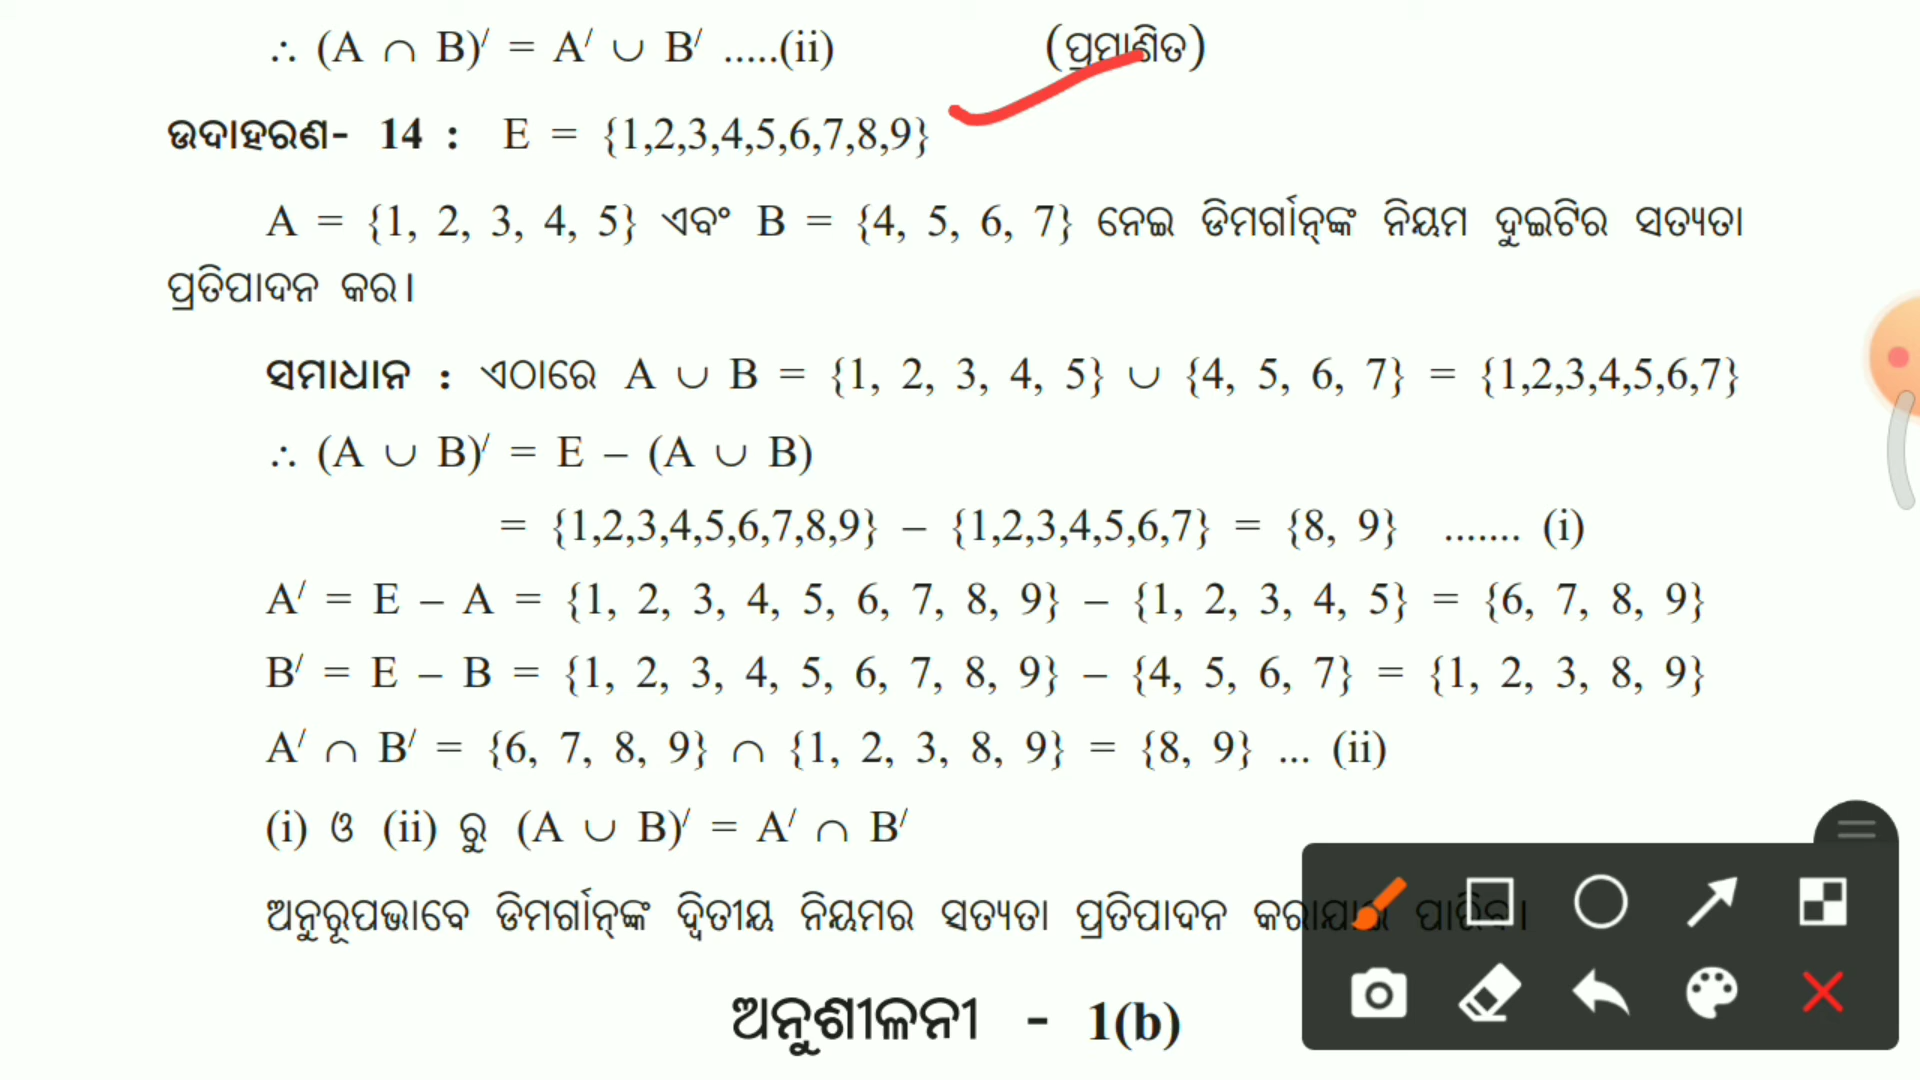 ∴ (A ∩ B)/ = A/ ∪ B/ .....(ii) (ପ୍ରମାଣିତ)
ଉଦାହରଣ- 14 : E = {1,2,3,4,5,6,7,8,9}
A = {1, 2, 3, 4, 5} ଏବଂ B = {4, 5, 6, 7} ନେଇ ଡିମର୍ଗାନ୍‌ଙ୍କ ନିୟମ ଦୁଇଟିର ସତ୍ୟତା
ପ୍ରତିପାଦନ କର।
ସମାଧାନ : ଏଠାରେ A ∪ B = {1, 2, 3, 4, 5} ∪ {4, 5, 6, 7} = {1,2,3,4,5,6,7}
∴ (A ∪ B)/ = E – (A ∪ B)
= {1,2,3,4,5,6,7,8,9} – {1,2,3,4,5,6,7} = {8, 9} ....... (i)
A/ = E – A = {1, 2, 3, 4, 5, 6, 7, 8, 9} – {1, 2, 3, 4, 5} = {6, 7, 8, 9}
B/ = E – B = {1, 2, 3, 4, 5, 6, 7, 8, 9} – {4, 5, 6, 7} = {1, 2, 3, 8, 9}
A/ ∩ B/ = {6, 7, 8, 9} ∩ {1, 2, 3, 8, 9} = {8, 9} ... (ii)
(i) ଓ (ii) ରୁ (A ∪ B)/ = A/ ∩ B/
ଅନୁରୂପଭାବେ ଡିମର୍ଗାନ୍‌ଙ୍କ ଦ୍ୱିତୀୟ ନିୟମର ସତ୍ୟତା ପ୍ରତିପାଦନ
ଅନୁଶୀଳନୀ - 1(b)